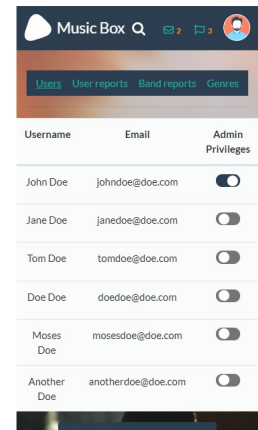 Music Box 2 3
Users User reports Band reports Genres
Username Email Admin
Privileges
John Doe johndoe@doe.com
Jane Doe janedoe@doe.com
Tom Doe tomdoe@doe.com
Doe Doe doedoe@doe.com
Moses mosesdoe@doe.com
Doe
Another anotherdoe@doe.com
Doe